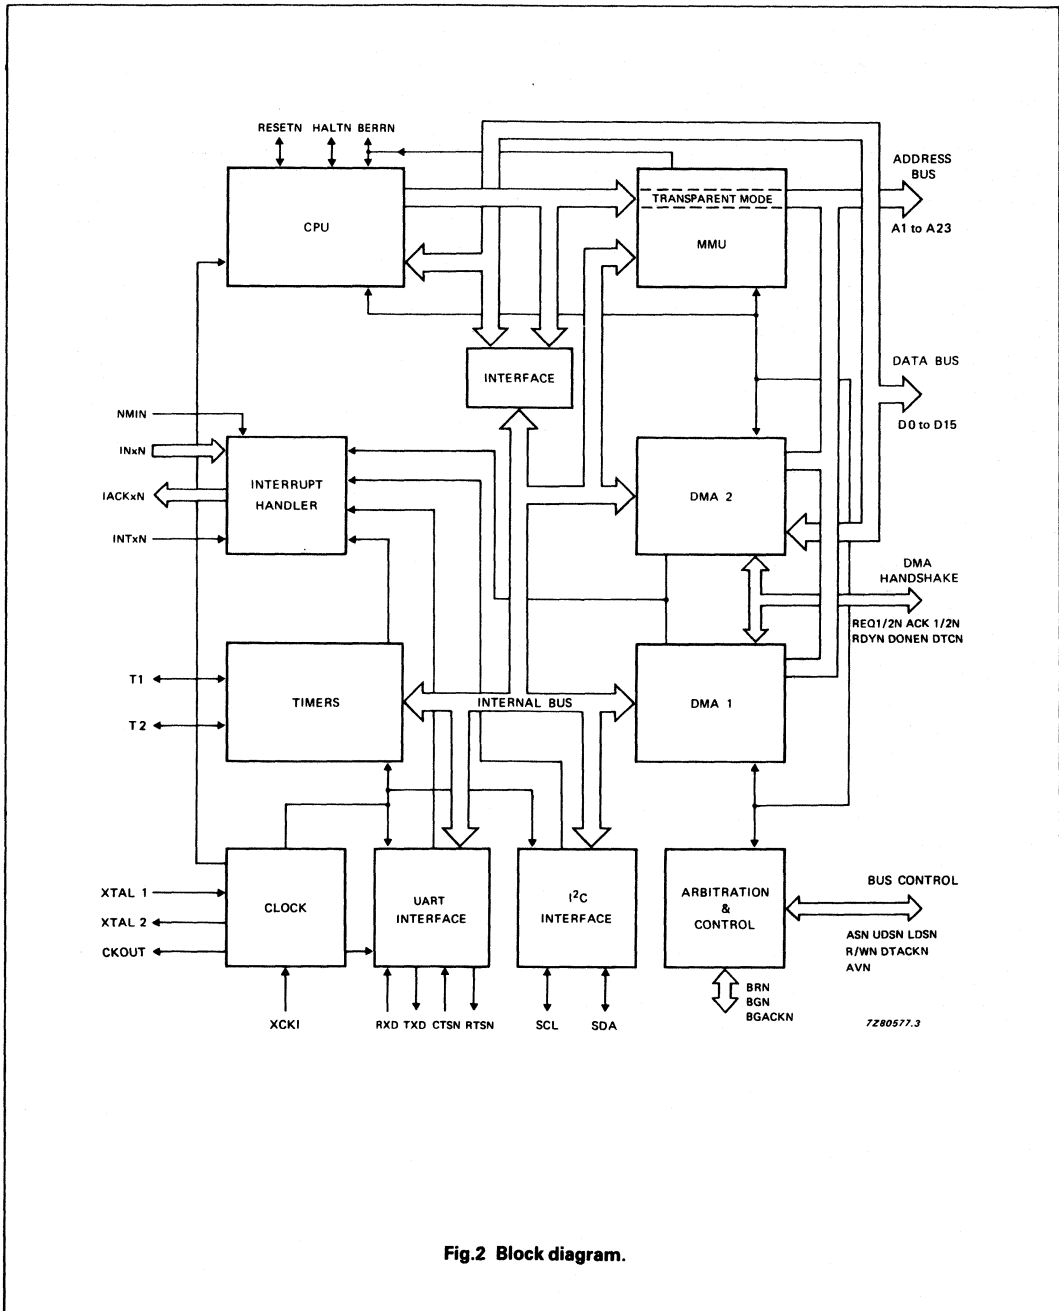 RESETN HALTN BERRN
ADDRESS
BUS
CPU
TRANSPARENT MODE
MMU
A1 to A23
INTERFACE
DATA BUS
D0 to D15
NMIN
INxN
IACKxN
INTxN
INTERRUPT
HANDLER
DMA 2
DMA
HANDSHAKE
REQ1/2N ACK 1/2N
RDYN DONEN DTCN
T1
T2
TIMERS
INTERNAL BUS
DMA 1
XTAL 1
XTAL 2
CKOUT
CLOCK
UART
INTERFACE
I²C
INTERFACE
ARBITRATION
&
CONTROL
BUS CONTROL
ASN UDSN LDSN
R/WN DTACKN
AVN
BRN
BGN
BGACKN
XCKI
RXD TXD CTSN RTSN
SCL
SDA
7Z80577.3
Fig.2 Block diagram.